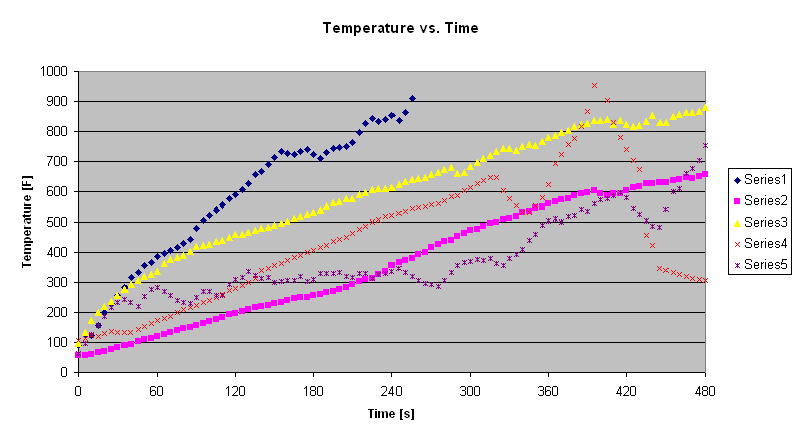 Temperature vs. Time
1000
900
800
700
600
500
400
300
200
100
0
Temperature [F]
0 60 120 180 240 300 360 420 480
Time [s]
Series1
Series2
Series3
Series4
Series5